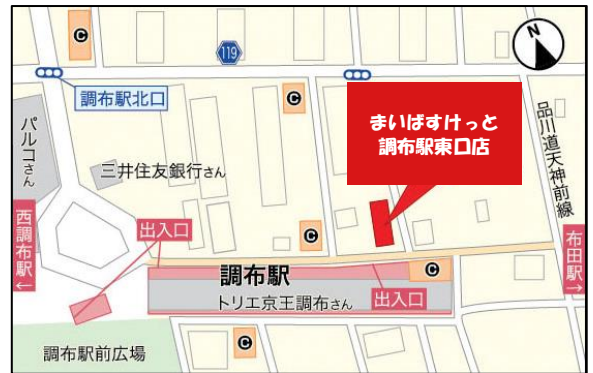 C
119
N
調布駅北口
C
まいばすけっと
調布駅東口店
パルコさん
三井住友銀行さん
品川道天神前線
西調布駅←
出入口
C
布田駅→
調布駅
C
トリエ京王調布さん
出入口
調布駅前広場
C